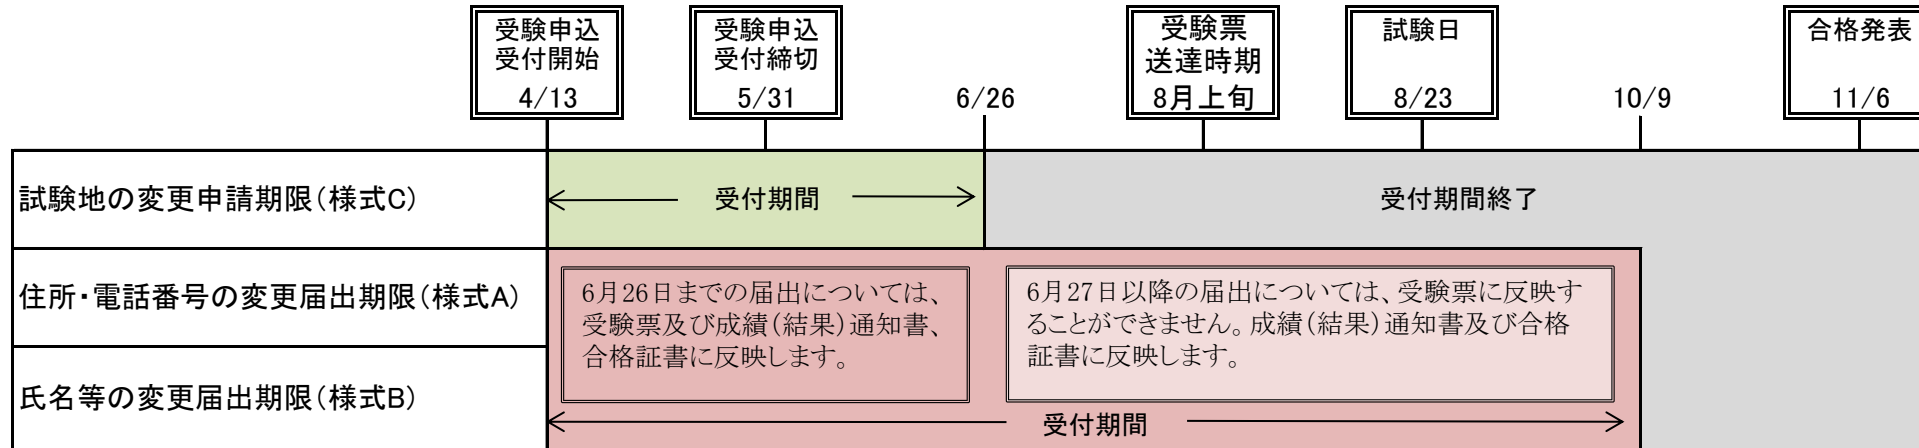 受験申込
受付開始
4/13
受験申込
受付締切
5/31
6/26
受験票
送達時期
8月上旬
試験日
8/23
10/9
合格発表
11/6
試験地の変更申請期限(様式C)
受付期間
受付期間終了
住所・電話番号の変更届出期限(様式A)
6月26日までの届出については、
受験票及び成績(結果)通知書、
合格証書に反映します。
6月27日以降の届出については、受験票に反映す
ることができません。成績(結果)通知書及び合格
証書に反映します。
氏名等の変更届出期限(様式B)
受付期間